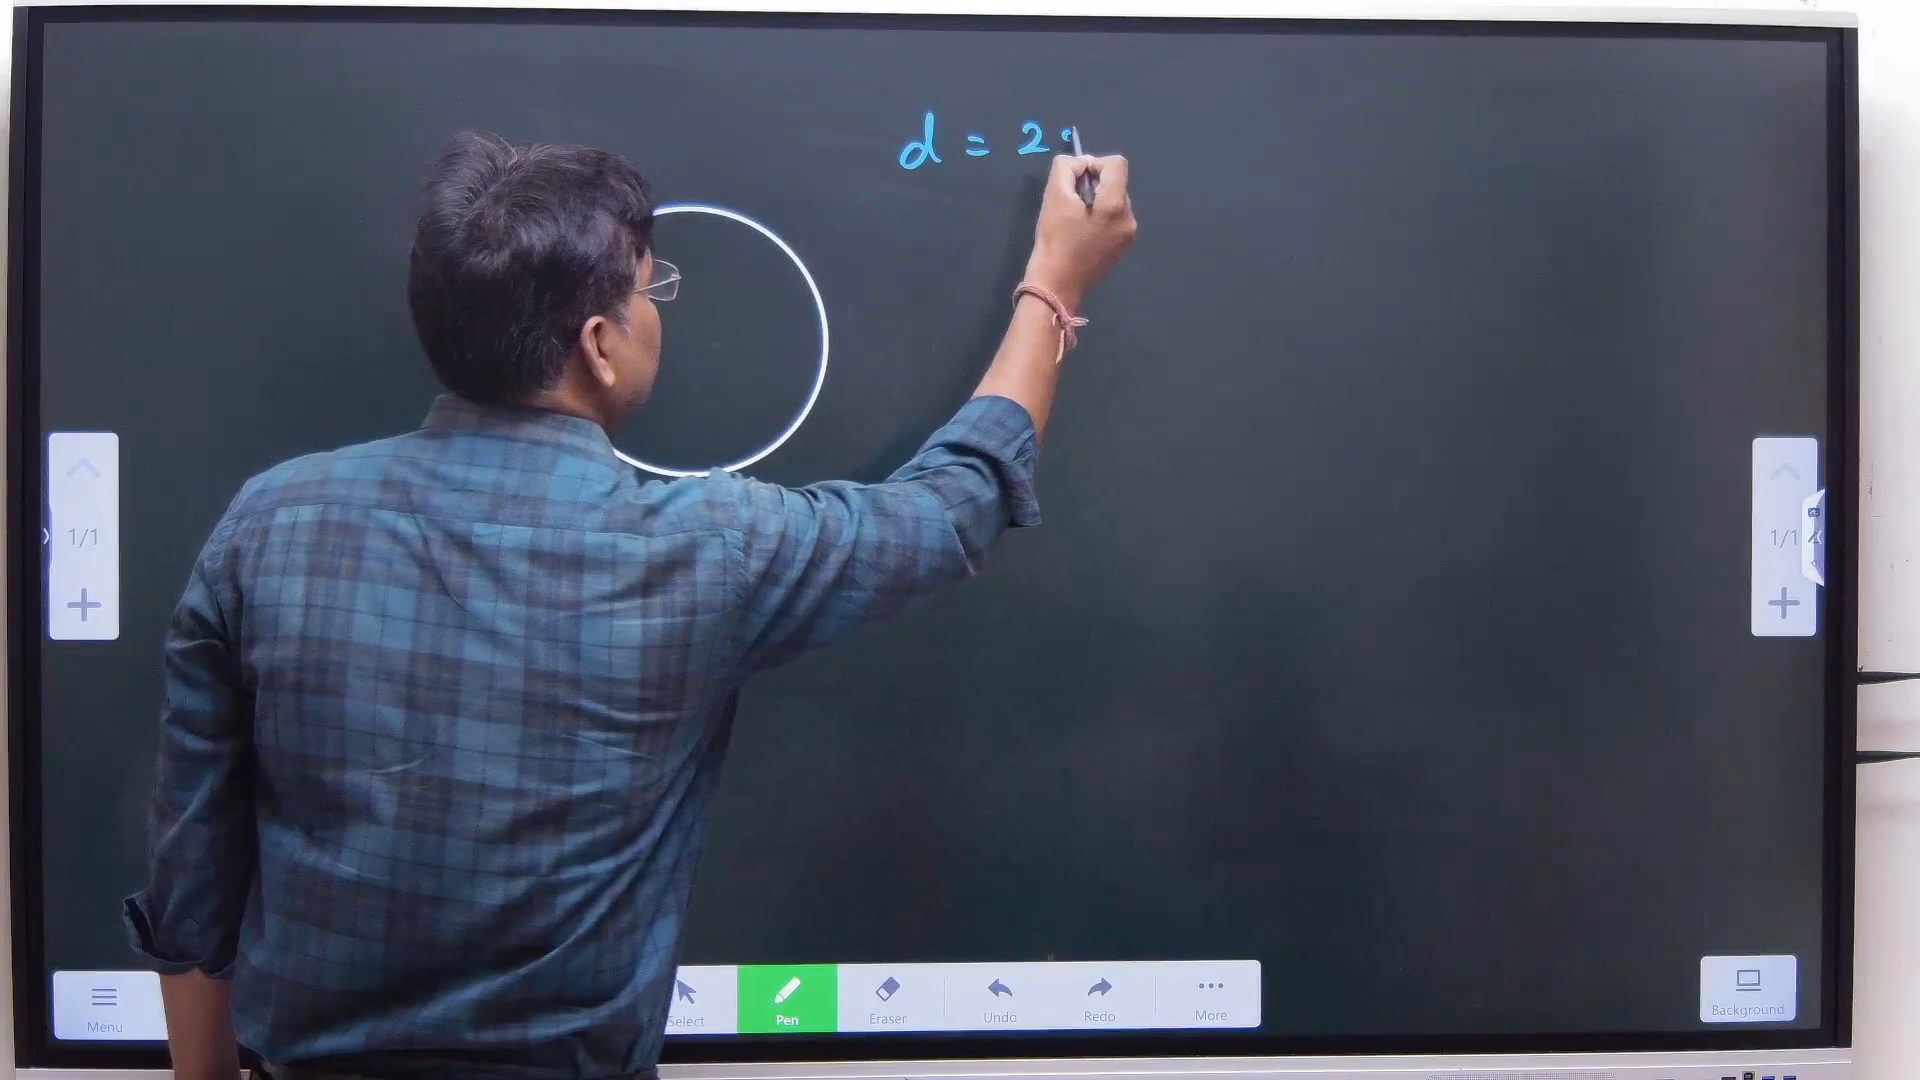 d = 2
1/1
1/1
Menu
Select
Pen
Eraser
Undo
Redo
More
Background